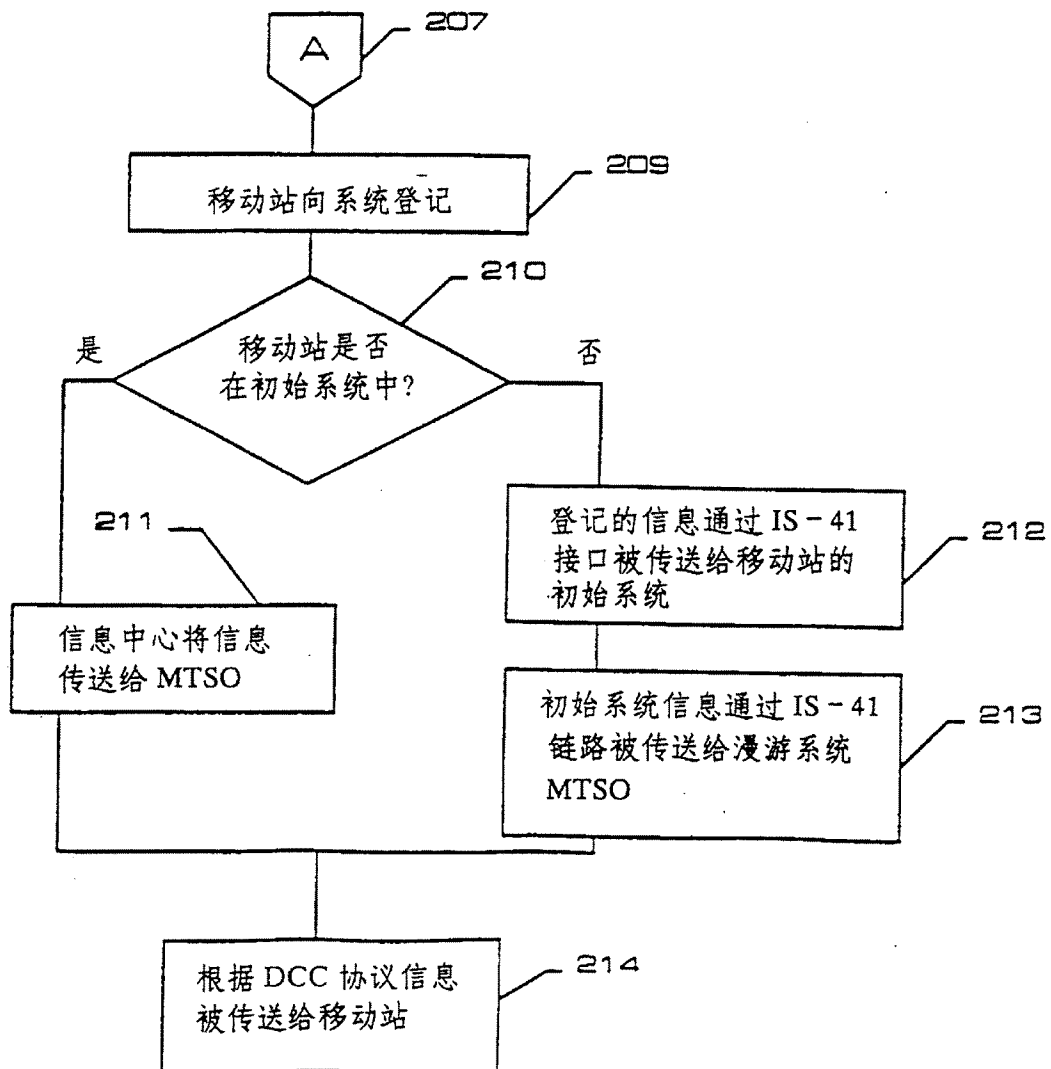 A
207
移动站向系统登记
209
210
移动站是否
在初始系统中?
是
否
211
信息中心将信息
传送给 MTSO
登记的信息通过 IS-41
接口被传送给移动站的
初始系统
212
初始系统信息通过 IS-41
链路被传送给漫游系统
MTSO
213
根据 DCC 协议信息
被传送给移动站
214